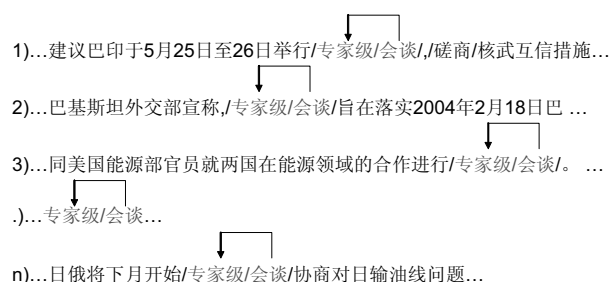 1)…建议巴印于5月25日至26日举行/专家级/会谈/,/磋商/核武互信措施…
2)…巴基斯坦外交部宣称,/专家级/会谈/旨在落实2004年2月18日巴 …
3)…同美国能源部官员就两国在能源领域的合作进行/专家级/会谈/。 …
.)…专家级/会谈…
n)…日俄将下月开始/专家级/会谈/协商对日输油线问题…